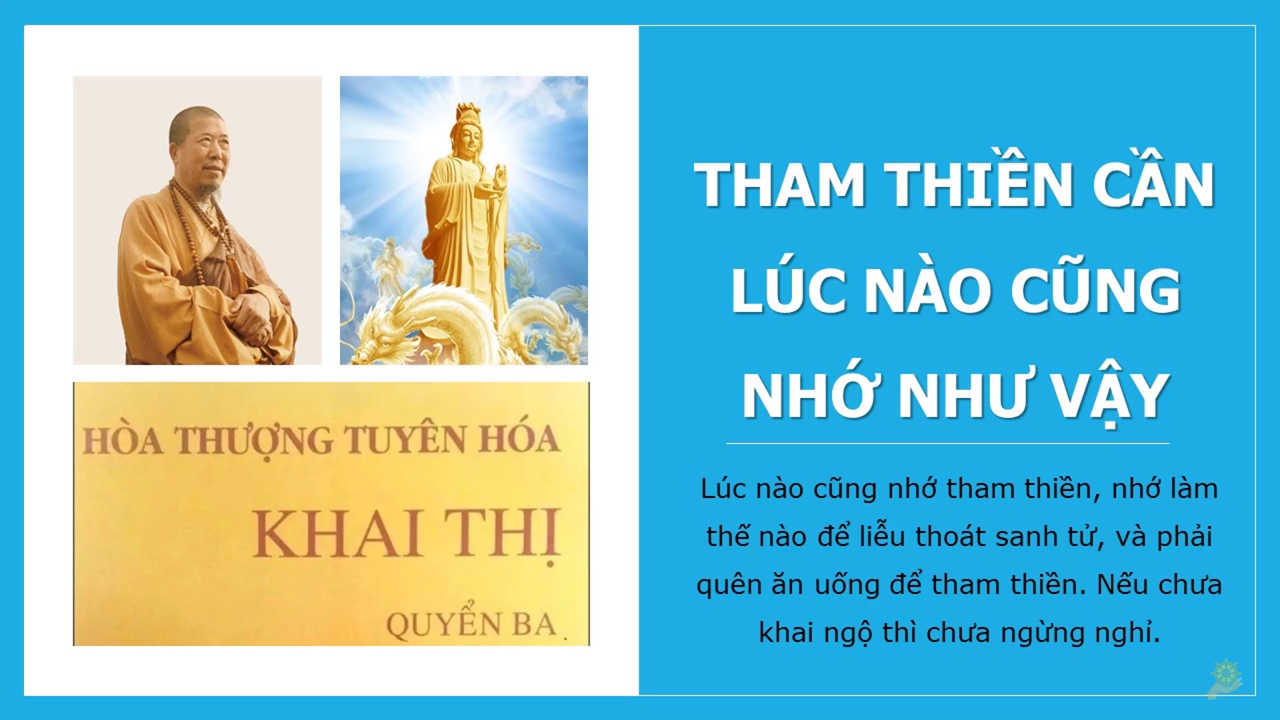 HÒA THƯỢNG TUYÊN HÓA
KHAI THỊ
QUYỂN BA
THAM THIỀN CẦN
LÚC NÀO CŨNG
NHỚ NHƯ VẬY
Lúc nào cũng nhớ tham thiền, nhớ làm
thế nào để liễu thoát sanh tử, và phải
quên ăn uống để tham thiền. Nếu chưa
khai ngộ thì chưa ngừng nghỉ.